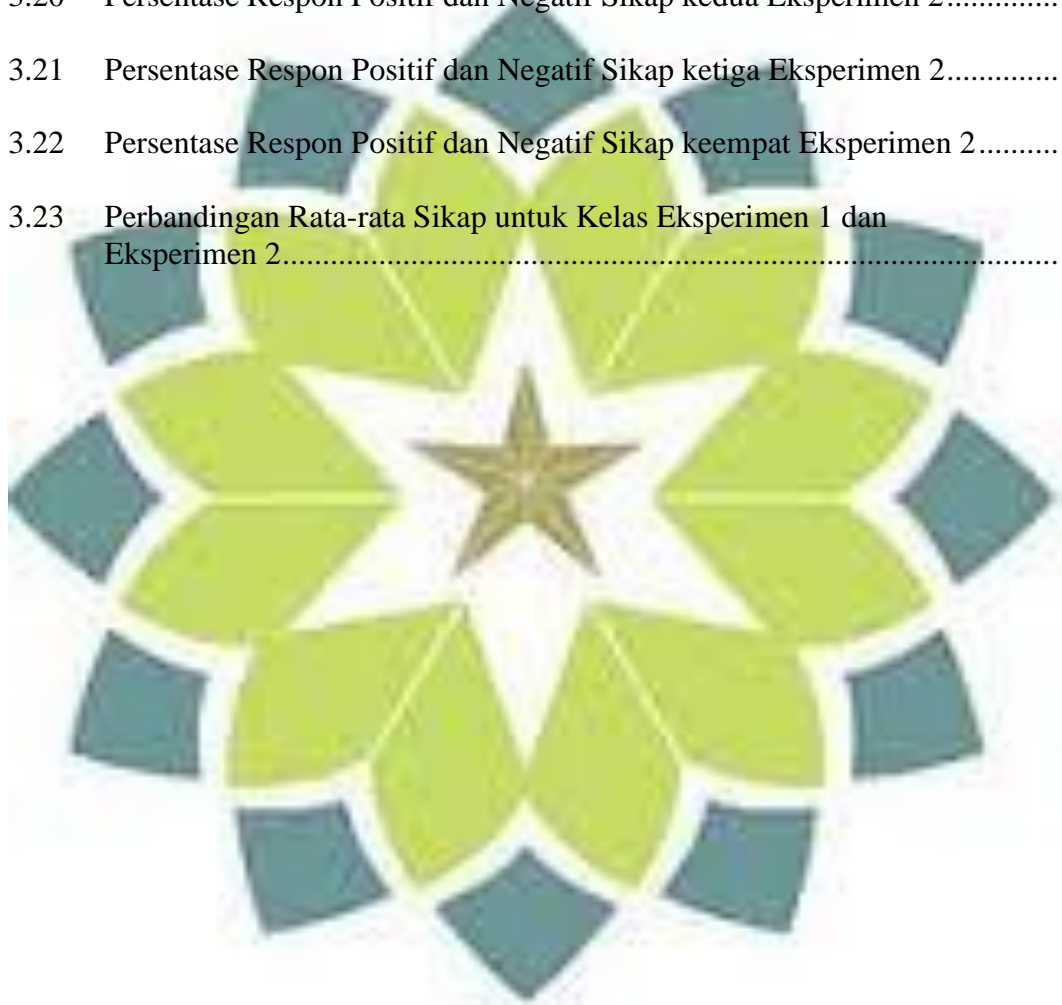 3.20 Persentase Respon Positif dan Negatif Sikap kedua Eksperimen 2..............
3.21 Persentase Respon Positif dan Negatif Sikap ketiga Eksperimen 2..............
3.22 Persentase Respon Positif dan Negatif Sikap keempat Eksperimen 2..........
3.23 Perbandingan Rata-rata Sikap untuk Kelas Eksperimen 1 dan
Eksperimen 2................................................................................................